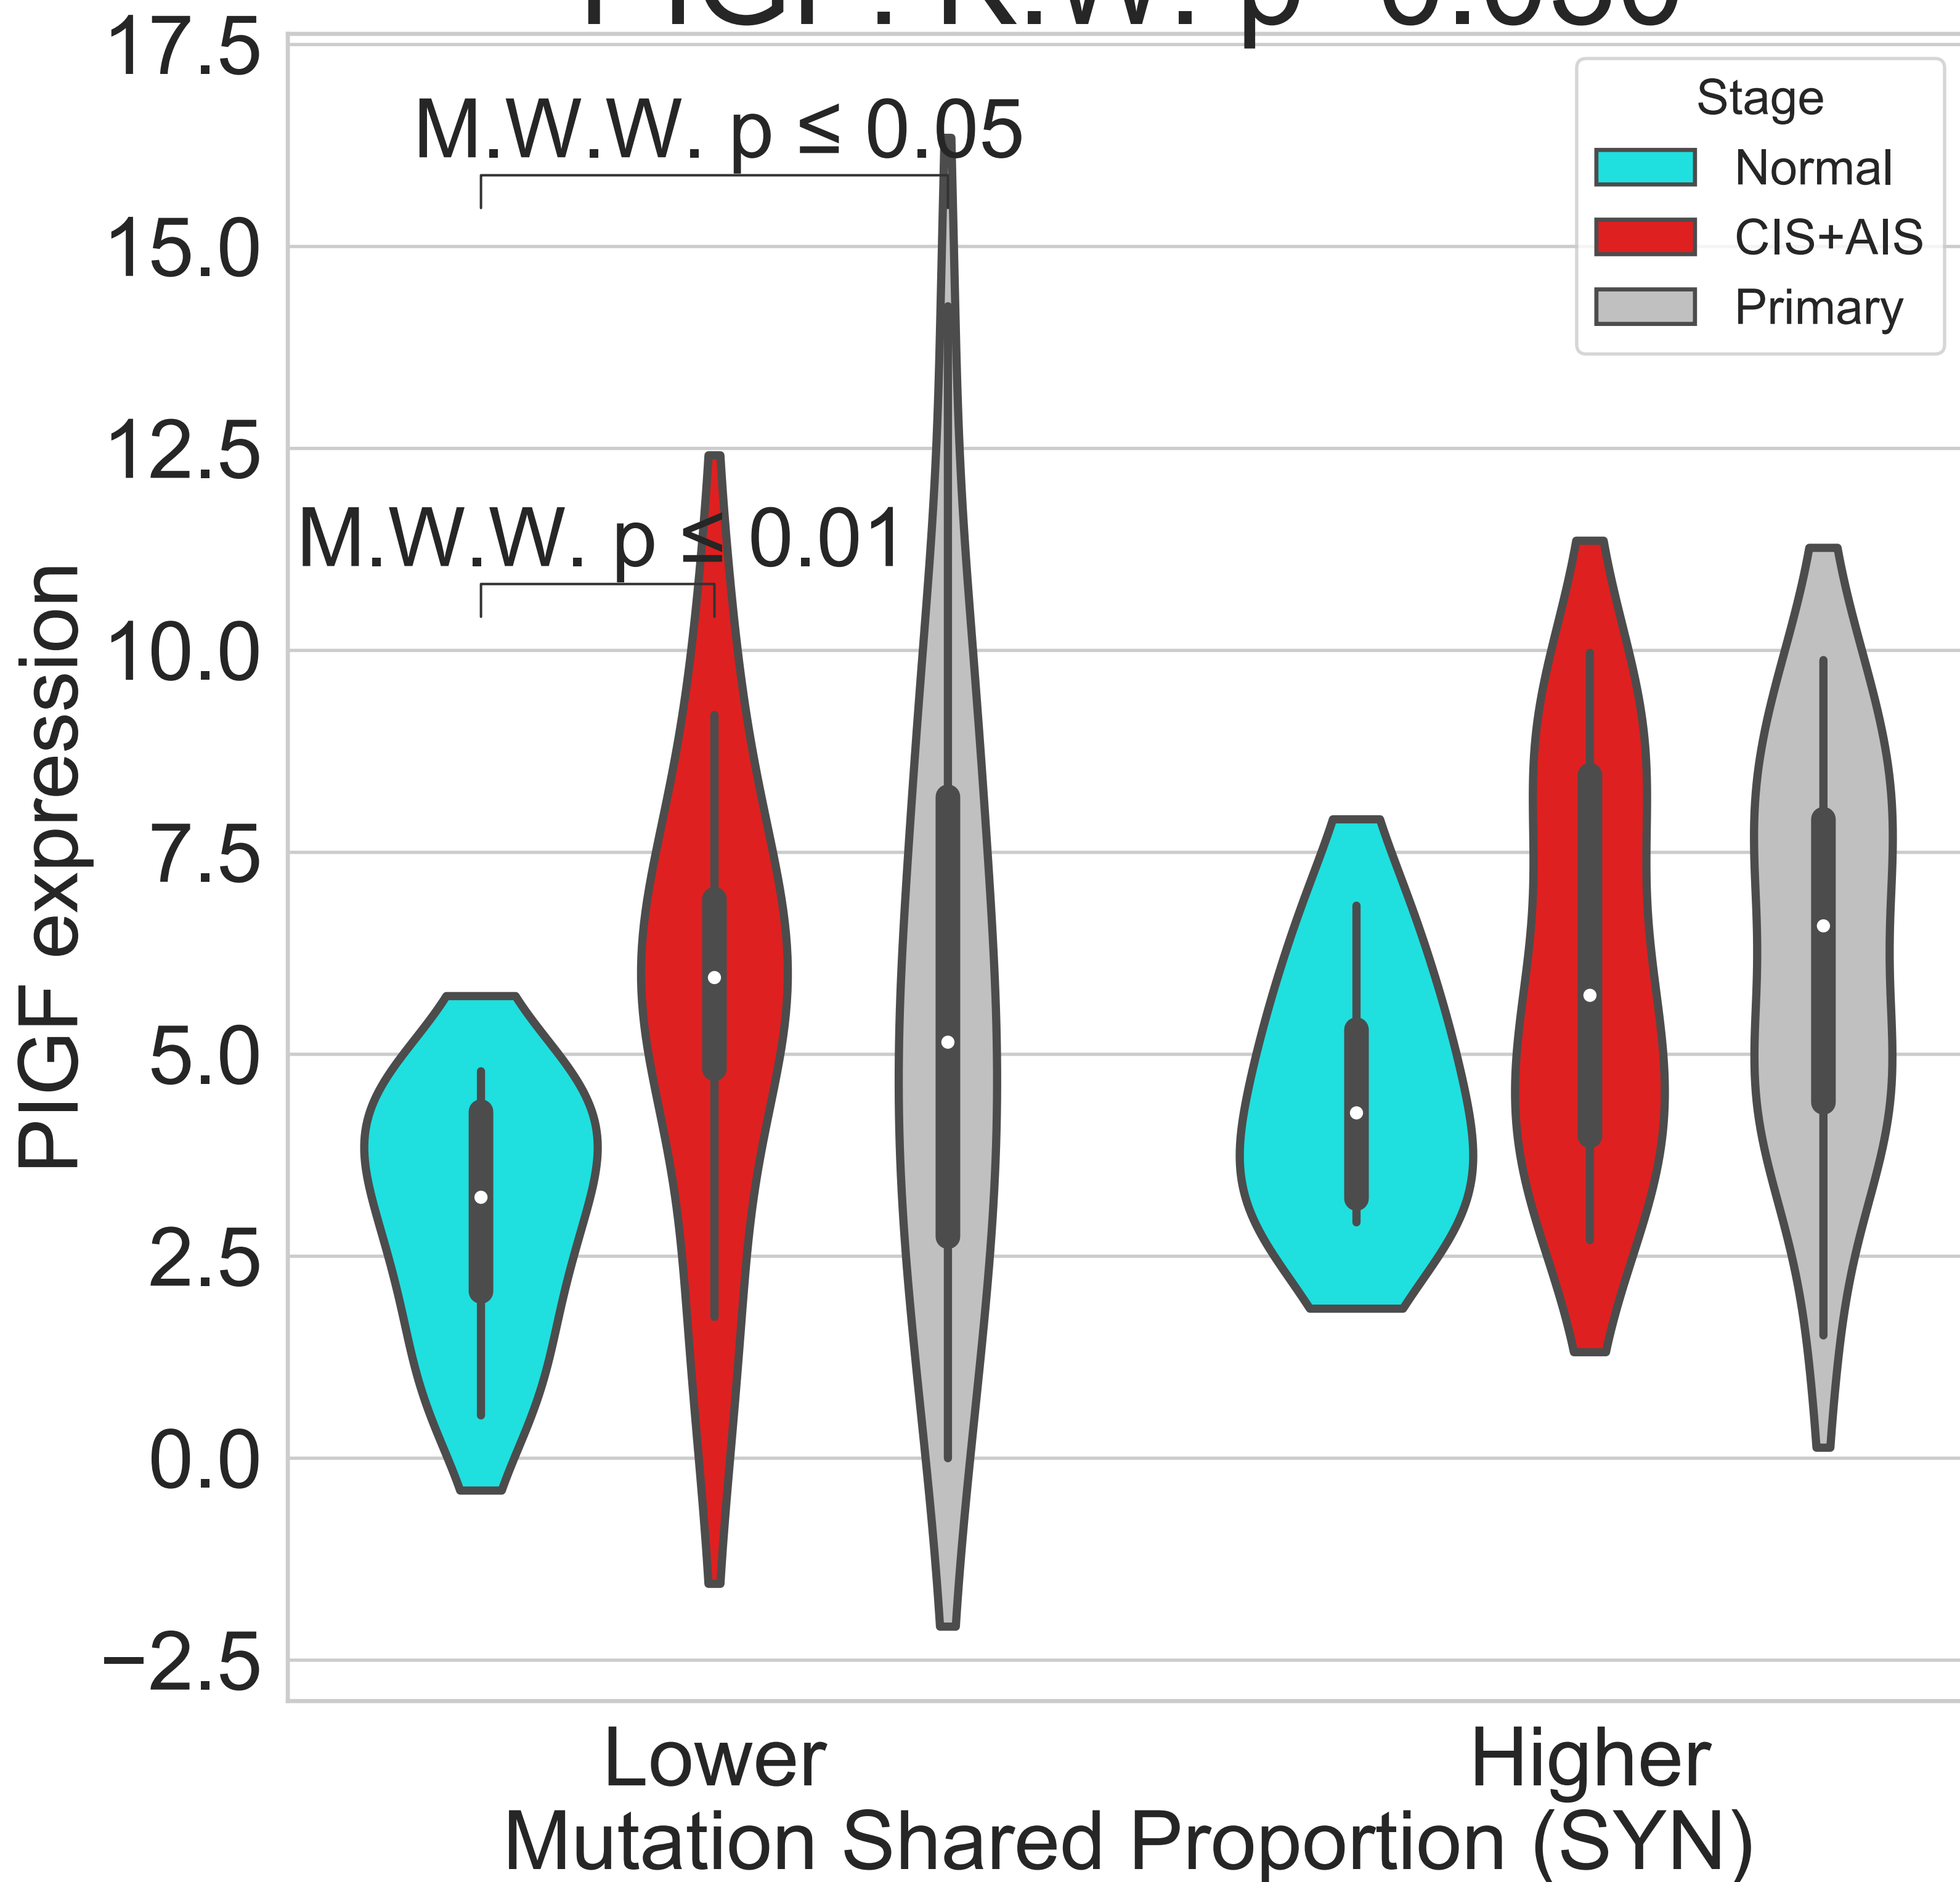 17.5
M.W.W. p ≤ 0.05
Stage
Normal
CIS+AIS
Primary
15.0
12.5
M.W.W. p ≤ 0.01
10.0
7.5
5.0
2.5
0.0
−2.5
PIGF expression
Lower
Higher
Mutation Shared Proportion (SYN)